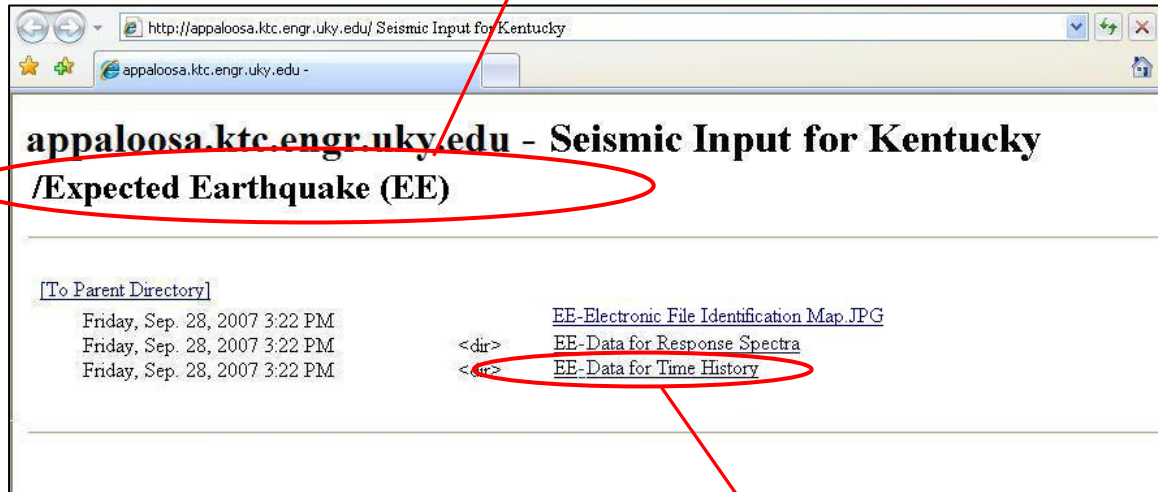 http://appaloosa.ktc.engr.uky.edu/ Seismic Input for Kentucky
appaloosa.ktc.engr.uky.edu -
appaloosa.ktc.engr.uky.edu - Seismic Input for Kentucky
/Expected Earthquake (EE)
[To Parent Directory]
Friday, Sep. 28, 2007 3:22 PM EE-Electronic File Identification Map.JPG
Friday, Sep. 28, 2007 3:22 PM <dir> EE-Data for Response Spectra
Friday, Sep. 28, 2007 3:22 PM <dir> EE-Data for Time History